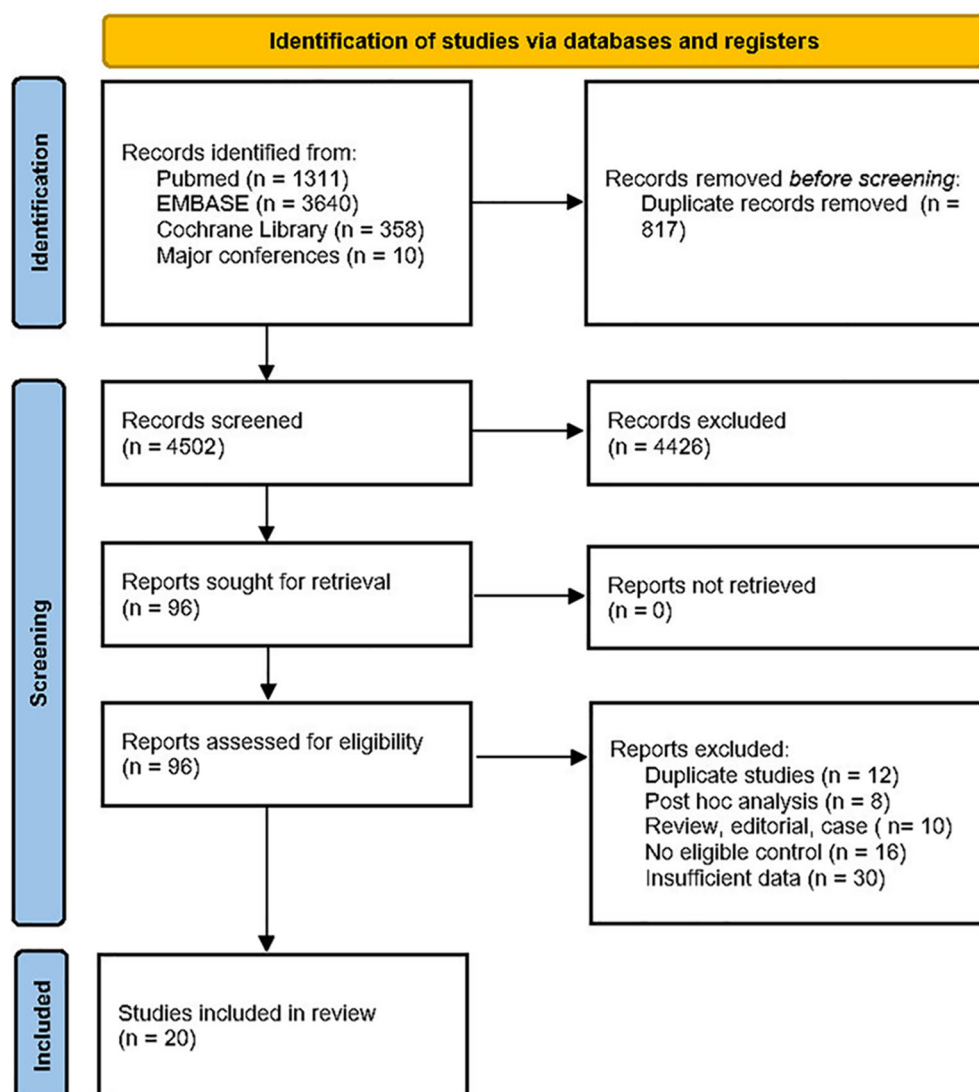 Identification of studies via databases and registers
Identification
Records identified from:
Pubmed (n = 1311)
EMBASE (n = 3640)
Cochrane Library (n = 358)
Major conferences (n = 10)
Records removed before screening:
Duplicate records removed (n =
817)
Screening
Records screened
(n = 4502)
Records excluded
(n = 4426)
Reports sought for retrieval
(n = 96)
Reports not retrieved
(n = 0)
Reports assessed for eligibility
(n = 96)
Reports excluded:
Duplicate studies (n = 12)
Post hoc analysis (n = 8)
Review, editorial, case ( n= 10)
No eligible control (n = 16)
Insufficient data (n = 30)
Included
Studies included in review
(n = 20)